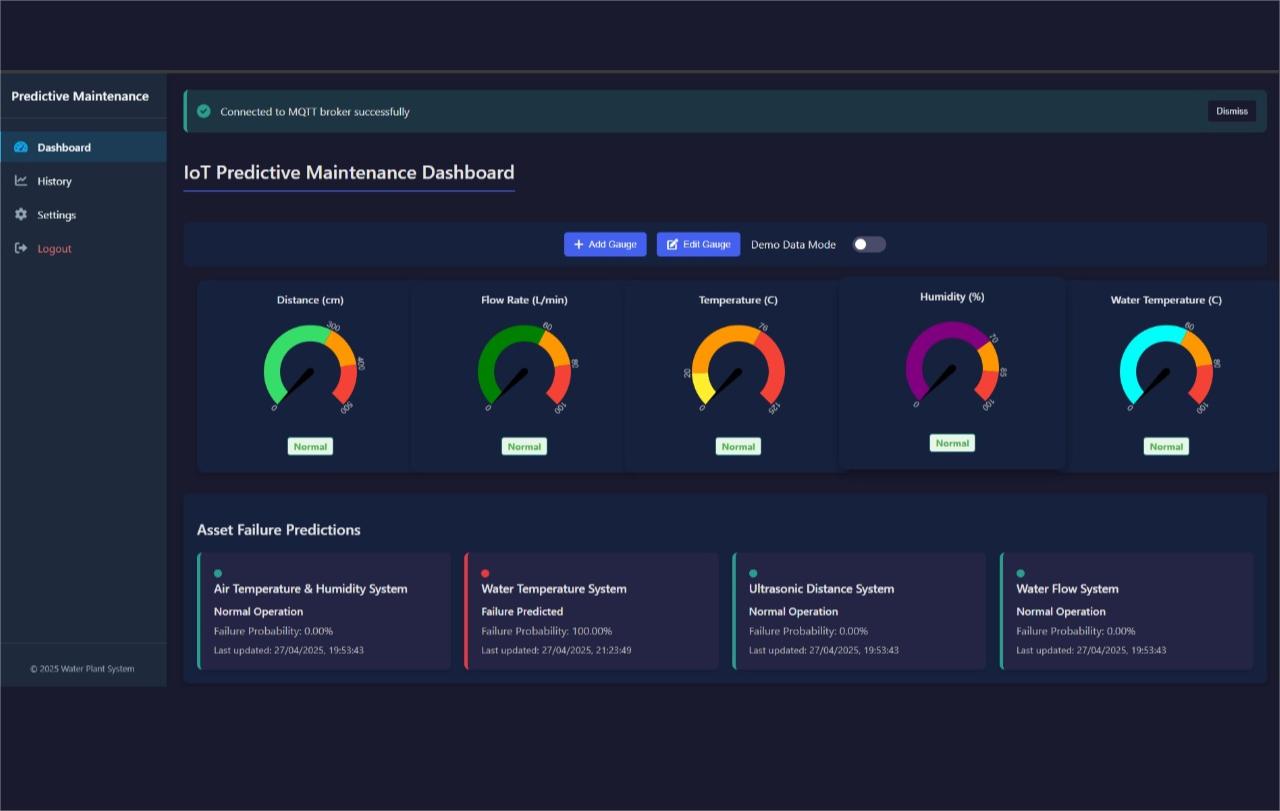 Predictive Maintenance
Dashboard
History
Settings
Logout
© 2025 Water Plant System
Connected to MQTT broker successfully
Dismiss
IoT Predictive Maintenance Dashboard
Add Gauge
Edit Gauge
Demo Data Mode
Distance (cm)
0
300
400
500
Normal
Flow Rate (L/min)
0
60
80
100
Normal
Temperature (C)
0
20
76
125
Normal
Humidity (%)
0
70
85
100
Normal
Water Temperature (C)
0
60
80
100
Normal
Asset Failure Predictions
Air Temperature & Humidity System
Normal Operation
Failure Probability: 0.00%
Last updated: 27/04/2025, 19:53:43
Water Temperature System
Failure Predicted
Failure Probability: 100.00%
Last updated: 27/04/2025, 21:23:49
Ultrasonic Distance System
Normal Operation
Failure Probability: 0.00%
Last updated: 27/04/2025, 19:53:43
Water Flow System
Normal Operation
Failure Probability: 0.00%
Last updated: 27/04/2025, 19:53:43